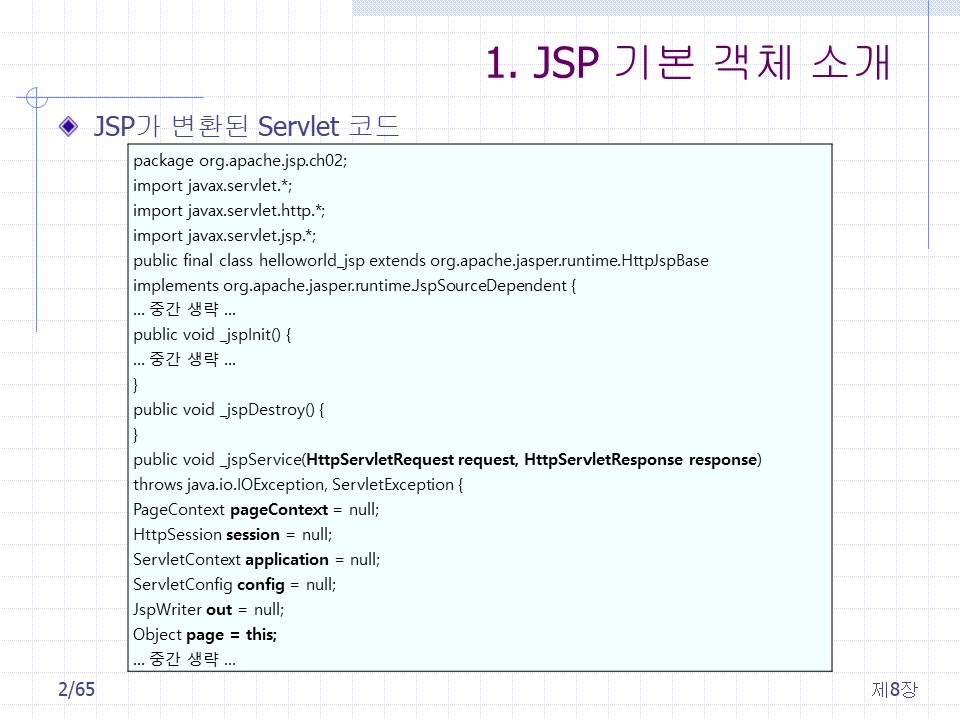 1. JSP 기본 객체 소개
JSP가 변환된 Servlet 코드
package org.apache.jsp.ch02;
import javax.servlet.*;
import javax.servlet.http.*;
import javax.servlet.jsp.*;
public final class helloworld_jsp extends org.apache.jasper.runtime.HttpJspBase
implements org.apache.jasper.runtime.JspSourceDependent {
... 중간 생략 ...
public void _jspInit() {
... 중간 생략 ...
}
public void _jspDestroy() {
}
public void _jspService(HttpServletRequest request, HttpServletResponse response)
throws java.io.IOException, ServletException {
PageContext pageContext = null;
HttpSession session = null;
ServletContext application = null;
ServletConfig config = null;
JspWriter out = null;
Object page = this;
... 중간 생략 ...
2/65
제8장